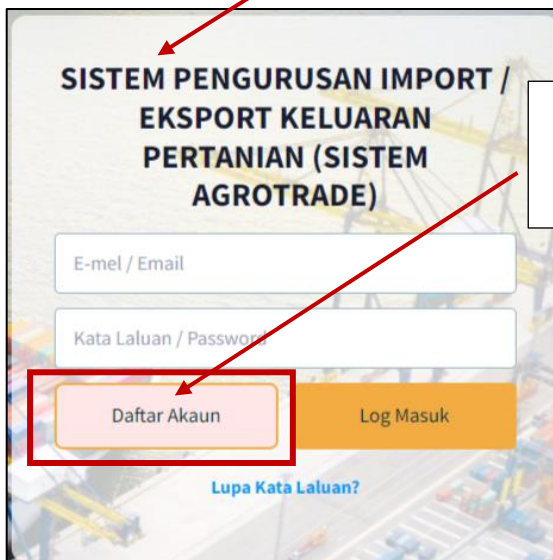 SISTEM PENGURUSAN IMPORT /
EKSPORT KELUARAN
PERTANIAN (SISTEM
AGROTRADE)
E-mel / Email
Kata Laluan / Password
Daftar Akaun
Log Masuk
Lupa Kata Laluan?